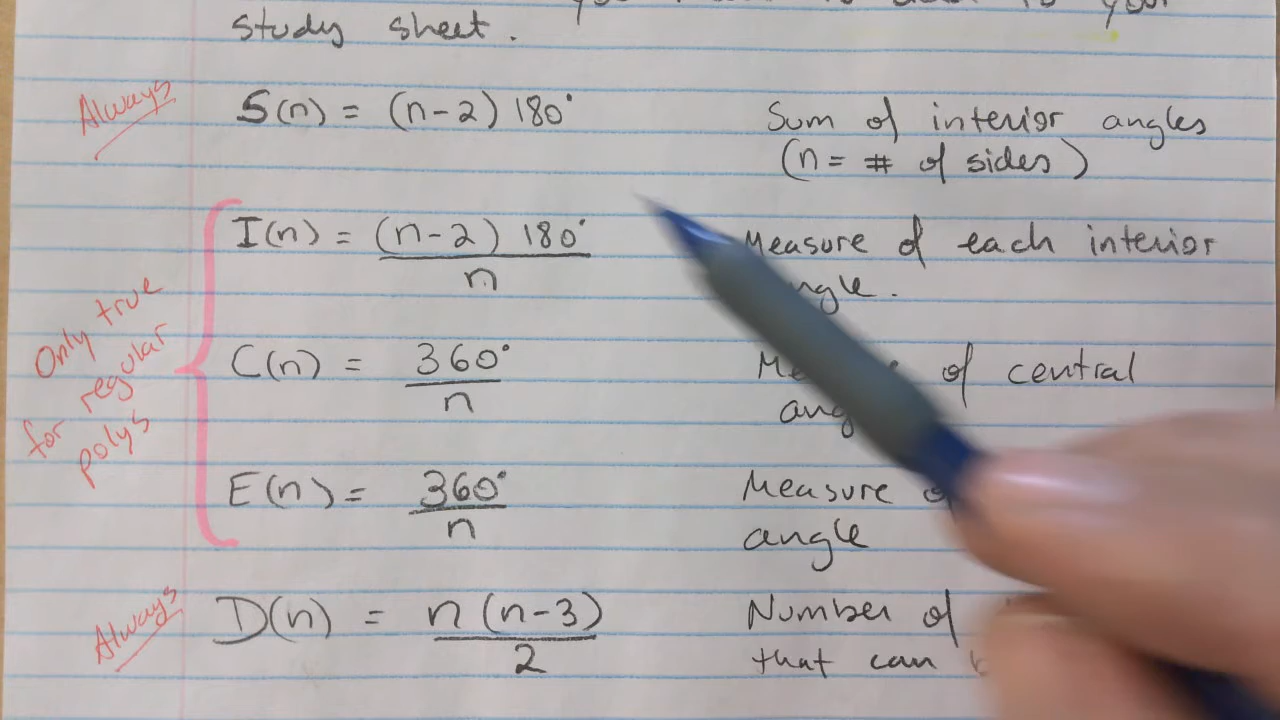 your
study sheet.
Always
S(n) = (n-2) 180° Sum of interior angles
(n = # of sides)
I(n) = (n-2) 180° / n Measure of each interior
.
Only true
for regular
polys
C(n) = 360° / n of central
E(n) = 360° / n Measure
angle
Always
D(n) = n (n-3) / 2 Number of
that can